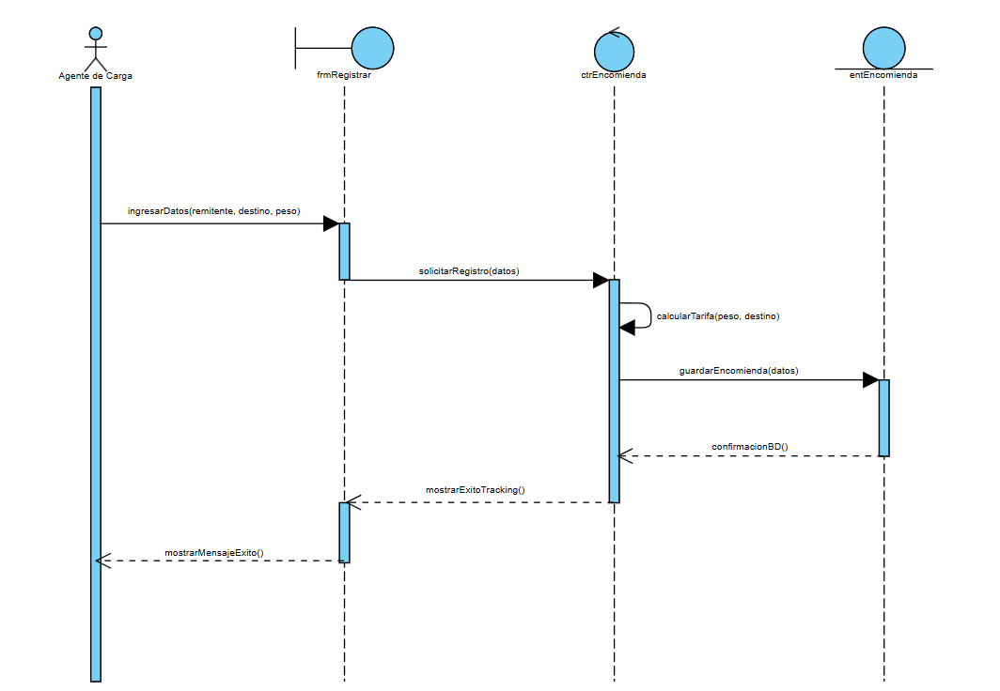 Agente de Carga
frmRegistrar
ctrEncomienda
entEncomienda
ingresarDatos(remitente, destino, peso)
solicitarRegistro(datos)
calcularTarifa(peso, destino)
guardarEncomienda(datos)
confirmacionBD()
mostrarExitoTracking()
mostrarMensajeExito()